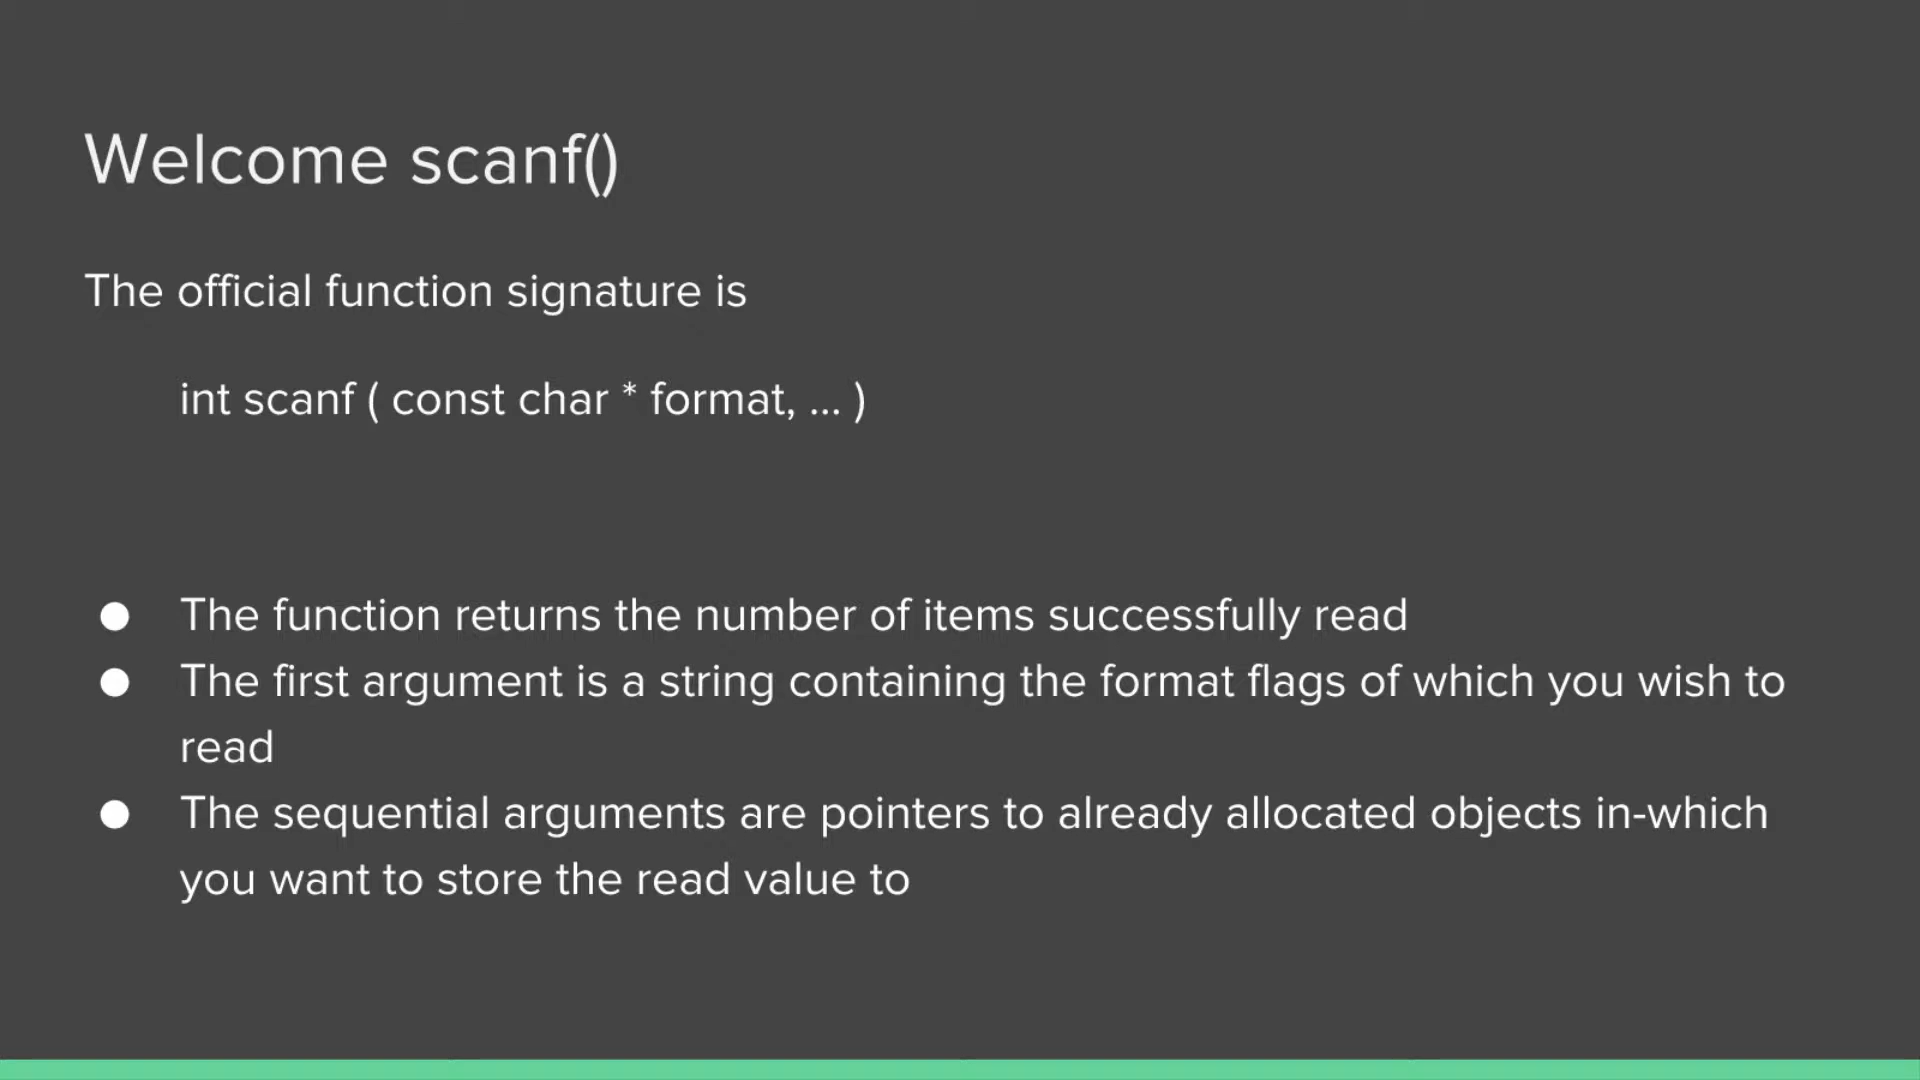 Welcome scanf()
The official function signature is
int scanf ( const char * format, ... )
● The function returns the number of items successfully read
● The first argument is a string containing the format flags of which you wish to
read
● The sequential arguments are pointers to already allocated objects in-which
you want to store the read value to